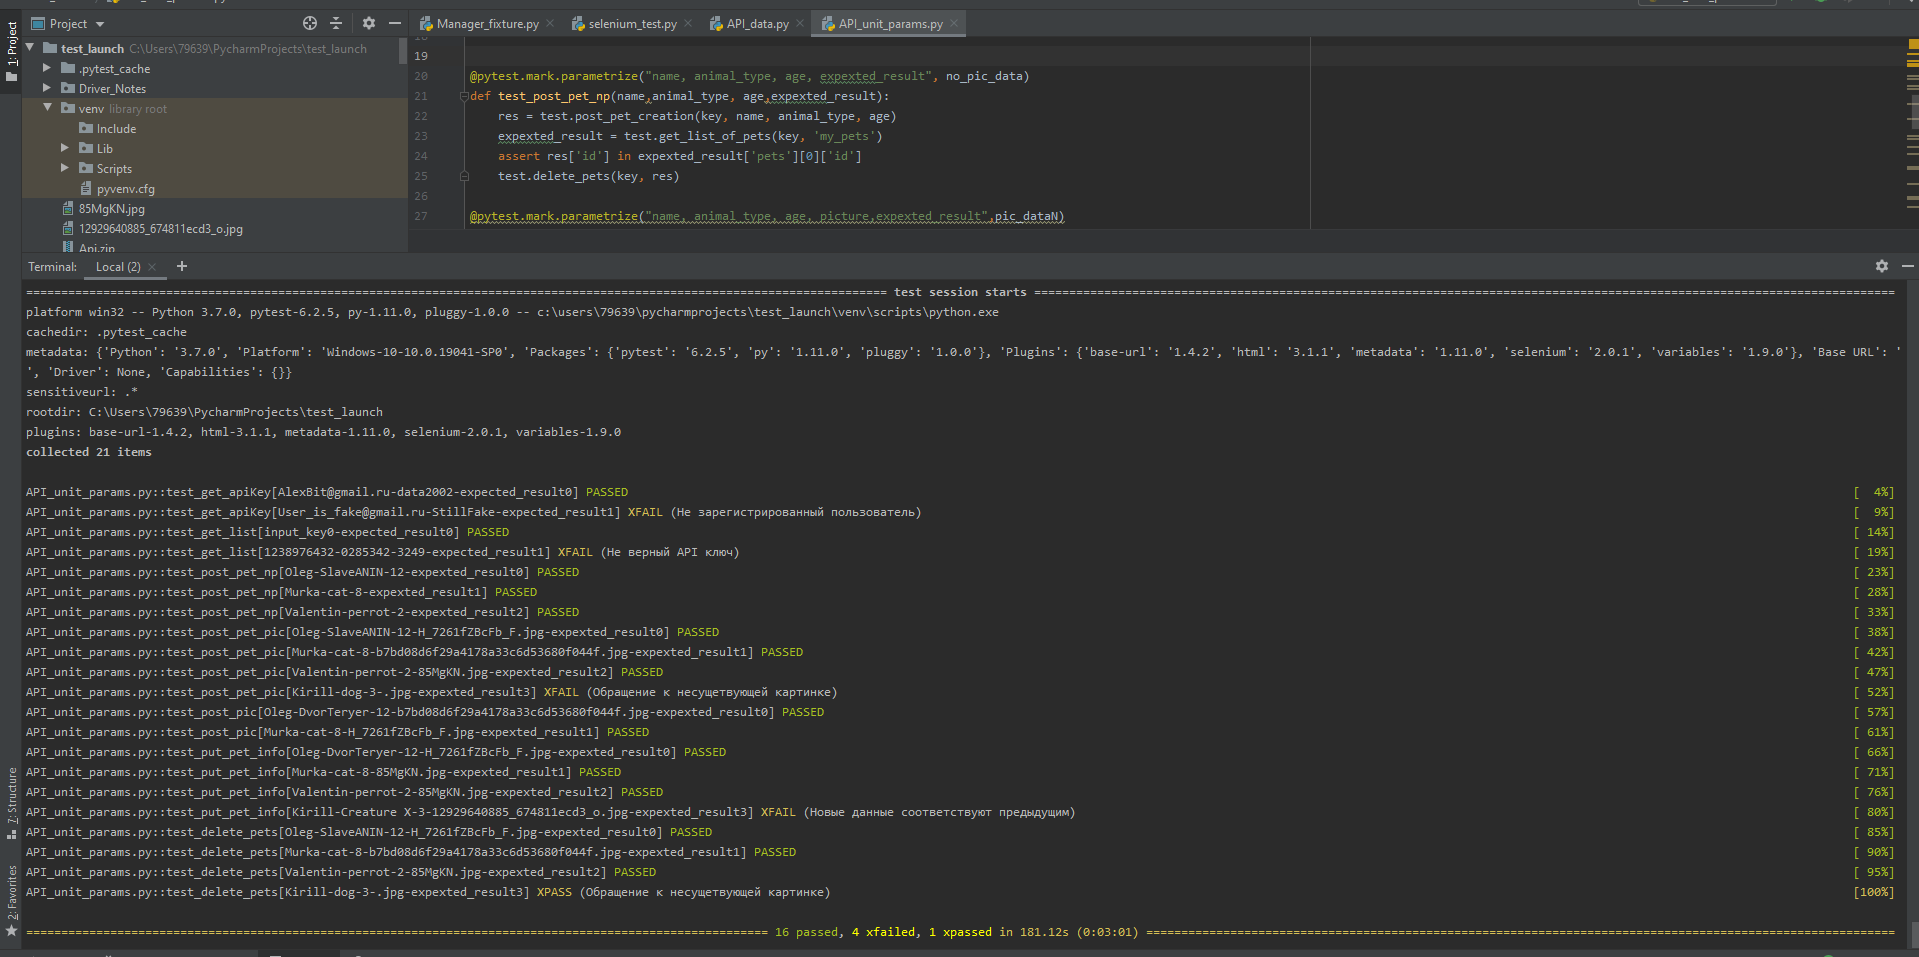 Project
Manager_fixture.py
selenium_test.py
API_data.py
API_unit_params.py
1: Project
test_launch C:\Users\79639\PycharmProjects\test_launch
.pytest_cache
Driver_Notes
venv library root
Include
Lib
Scripts
pyvenv.cfg
85MgKN.jpg
12929640885_674811ecd3_o.jpg
Api.zip
19
20 @pytest.mark.parametrize("name, animal_type, age, expexted_result", no_pic_data)
21 def test_post_pet_np(name,animal_type, age,expexted_result):
22 res = test.post_pet_creation(key, name, animal_type, age)
23 expexted_result = test.get_list_of_pets(key, 'my_pets')
24 assert res['id'] in expexted_result['pets'][0]['id']
25 test.delete_pets(key, res)
26
27 @pytest.mark.parametrize("name, animal_type, age, picture,expexted_result",pic_dataN)
Terminal: Local (2) +
test session starts
platform win32 -- Python 3.7.0, pytest-6.2.5, py-1.11.0, pluggy-1.0.0 -- c:\users\79639\pycharmprojects\test_launch\venv\scripts\python.exe
cachedir: .pytest_cache
metadata: {'Python': '3.7.0', 'Platform': 'Windows-10-10.0.19041-SP0', 'Packages': {'pytest': '6.2.5', 'py': '1.11.0', 'pluggy': '1.0.0'}, 'Plugins': {'base-url': '1.4.2', 'html': '3.1.1', 'metadata': '1.11.0', 'selenium': '2.0.1', 'variables': '1.9.0'}, 'Base URL': '
', 'Driver': None, 'Capabilities': {}}
sensitiveurl: .*
rootdir: C:\Users\79639\PycharmProjects\test_launch
plugins: base-url-1.4.2, html-3.1.1, metadata-1.11.0, selenium-2.0.1, variables-1.9.0
collected 21 items
API_unit_params.py::test_get_apiKey[AlexBit@gmail.ru-data2002-expected_result0] PASSED [ 4%]
API_unit_params.py::test_get_apiKey[User_is_fake@gmail.ru-StillFake-expected_result1] XFAIL (Не зарегистрированный пользователь) [ 9%]
API_unit_params.py::test_get_list[input_key0-expected_result0] PASSED [ 14%]
API_unit_params.py::test_get_list[1238976432-0285342-3249-expected_result1] XFAIL (Не верный API ключ) [ 19%]
API_unit_params.py::test_post_pet_np[Oleg-SlaveANIN-12-expexted_result0] PASSED [ 23%]
API_unit_params.py::test_post_pet_np[Murka-cat-8-expexted_result1] PASSED [ 28%]
API_unit_params.py::test_post_pet_np[Valentin-perrot-2-expexted_result2] PASSED [ 33%]
API_unit_params.py::test_post_pet_pic[Oleg-SlaveANIN-12-H_7261fZBcFb_F.jpg-expexted_result0] PASSED [ 38%]
API_unit_params.py::test_post_pet_pic[Murka-cat-8-b7bd08d6f29a4178a33c6d53680f044f.jpg-expexted_result1] PASSED [ 42%]
API_unit_params.py::test_post_pet_pic[Valentin-perrot-2-85MgKN.jpg-expexted_result2] PASSED [ 47%]
API_unit_params.py::test_post_pet_pic[Kirill-dog-3-.jpg-expexted_result3] XFAIL (Обращение к несущетвующей картинке) [ 52%]
API_unit_params.py::test_post_pic[Oleg-DvorTeryer-12-b7bd08d6f29a4178a33c6d53680f044f.jpg-expexted_result0] PASSED [ 57%]
API_unit_params.py::test_post_pic[Murka-cat-8-H_7261fZBcFb_F.jpg-expexted_result1] PASSED [ 61%]
API_unit_params.py::test_put_pet_info[Oleg-DvorTeryer-12-H_7261fZBcFb_F.jpg-expexted_result0] PASSED [ 66%]
API_unit_params.py::test_put_pet_info[Murka-cat-8-85MgKN.jpg-expexted_result1] PASSED [ 71%]
API_unit_params.py::test_put_pet_info[Valentin-perrot-2-85MgKN.jpg-expexted_result2] PASSED [ 76%]
API_unit_params.py::test_put_pet_info[Kirill-Creature X-3-12929640885_674811ecd3_o.jpg-expexted_result3] XFAIL (Новые данные соответствуют предыдущим) [ 80%]
API_unit_params.py::test_delete_pets[Oleg-SlaveANIN-12-H_7261fZBcFb_F.jpg-expexted_result0] PASSED [ 85%]
API_unit_params.py::test_delete_pets[Murka-cat-8-b7bd08d6f29a4178a33c6d53680f044f.jpg-expexted_result1] PASSED [ 90%]
API_unit_params.py::test_delete_pets[Valentin-perrot-2-85MgKN.jpg-expexted_result2] PASSED [ 95%]
API_unit_params.py::test_delete_pets[Kirill-dog-3-.jpg-expexted_result3] XPASS (Обращение к несущетвующей картинке) [100%]
16 passed, 4 xfailed, 1 xpassed in 181.12s (0:03:01)
7: Structure
2: Favorites